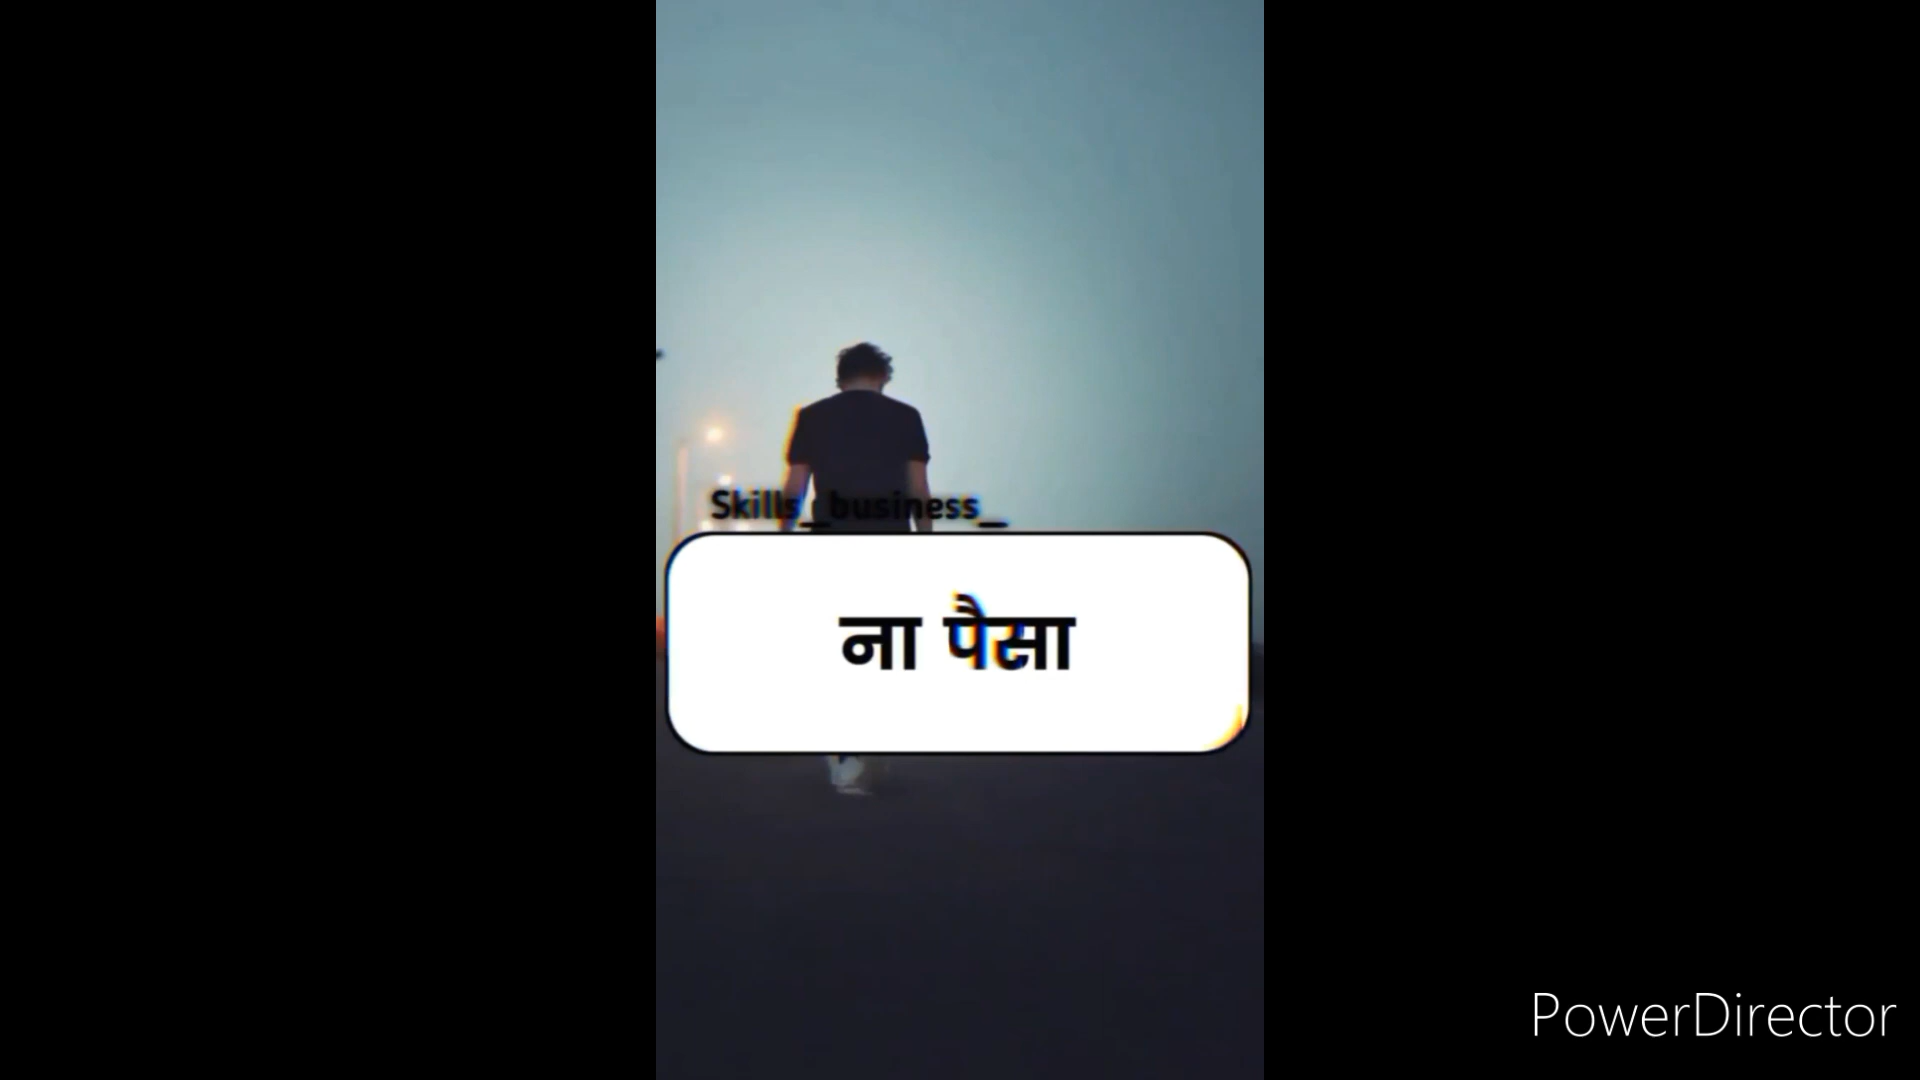 Skills_business_
ना पैसा
PowerDirector